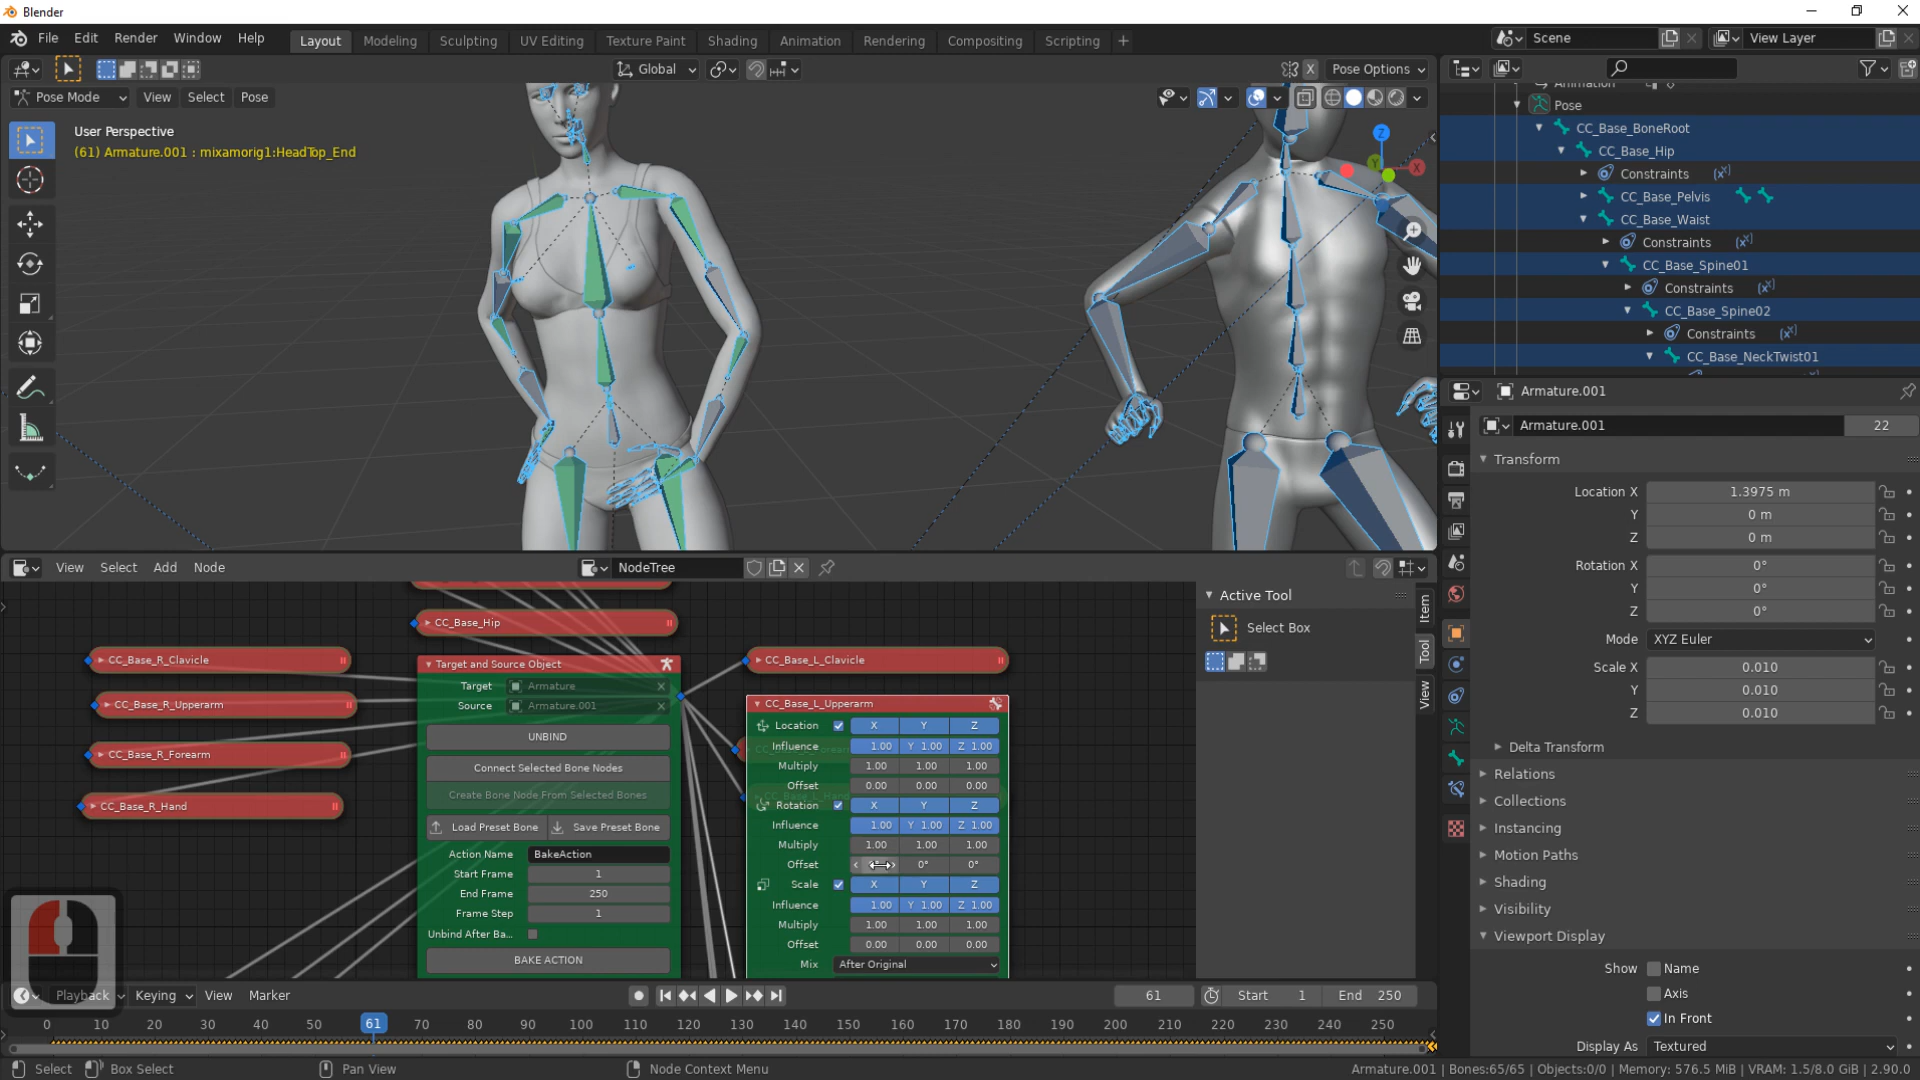 Blender
File Edit Render Window Help
Layout Modeling Sculpting UV Editing Texture Paint Shading Animation Rendering Compositing Scripting +
Scene
View Layer
Global
X
Pose Options
Pose Mode View Select Pose
User Perspective
(61) Armature.001 : mixamorig1:HeadTop_End
Z
Y
X
Pose
CC_Base_BoneRoot
CC_Base_Hip
Constraints
CC_Base_Pelvis
CC_Base_Waist
Constraints
CC_Base_Spine01
Constraints
CC_Base_Spine02
Constraints
CC_Base_NeckTwist01
Armature.001
Armature.001 22
Transform
Location X 1.3975 m
Y 0 m
Z 0 m
Rotation X 0°
Y 0°
Z 0°
Mode XYZ Euler
Scale X 0.010
Y 0.010
Z 0.010
Delta Transform
Relations
Collections
Instancing
Motion Paths
Shading
Visibility
Viewport Display
Show Name
Axis
In Front
Display As Textured
View Select Add Node
NodeTree
CC_Base_Hip
CC_Base_R_Clavicle
CC_Base_R_Upperarm
CC_Base_R_Forearm
CC_Base_R_Hand
Target and Source Object
Target Armature
Source Armature.001
UNBIND
Connect Selected Bone Nodes
Create Bone Node From Selected Bones
Load Preset Bone Save Preset Bone
Action Name BakeAction
Start Frame 1
End Frame 250
Frame Step 1
Unbind After Ba...
BAKE ACTION
CC_Base_L_Clavicle
CC_Base_L_Upperarm
Location X Y Z
Influence 1.00 Y 1.00 Z 1.00
Multiply 1.00 1.00 1.00
Offset 0.00 0.00 0.00
Rotation X Y Z
Influence 1.00 Y 1.00 Z 1.00
Multiply 1.00 1.00 1.00
Offset 0° 0°
Scale X Y Z
Influence 1.00 Y 1.00 Z 1.00
Multiply 1.00 1.00 1.00
Offset 0.00 0.00 0.00
Mix After Original
Active Tool
Select Box
Item
Tool
View
Playback Keying View Marker
61
Start 1
End 250
0 10 20 30 40 50 61 70 80 90 100 110 120 130 140 150 160 170 180 190 200 210 220 230 240 250
Select Box Select Pan View Node Context Menu
Armature.001 | Bones:65/65 | Objects:0/0 | Memory: 576.5 MiB | VRAM: 1.5/8.0 GiB | 2.90.0